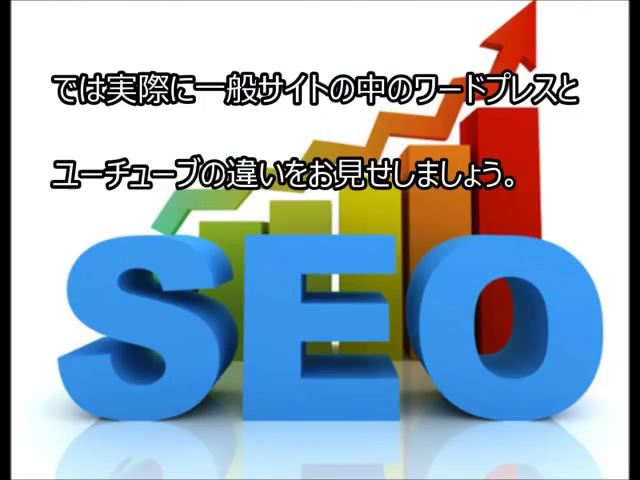 では実際に一般サイトの中のワードプレスと
ユーチューブの違いをお見せしましょう。
SEO